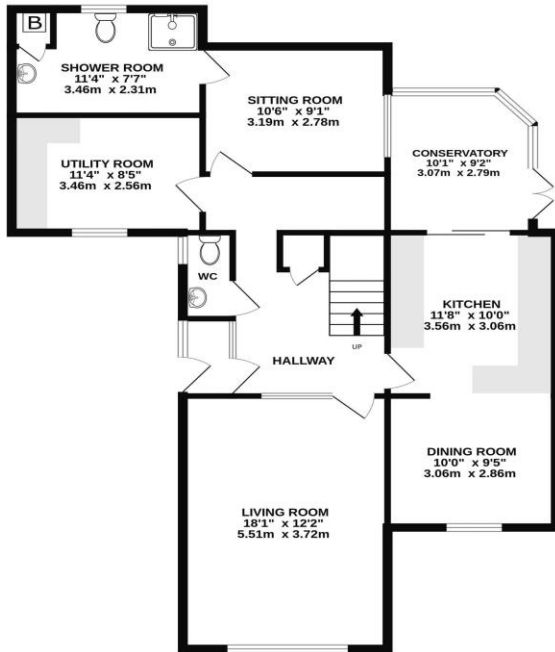 B
SHOWER ROOM
11'4" x 7'7"
3.46m x 2.31m
SITTING ROOM
10'6" x 9'1"
3.19m x 2.78m
CONSERVATORY
10'1" x 9'2"
3.07m x 2.79m
UTILITY ROOM
11'4" x 8'5"
3.46m x 2.56m
WC
KITCHEN
11'8" x 10'0"
3.56m x 3.06m
UP
HALLWAY
DINING ROOM
10'0" x 9'5"
3.06m x 2.86m
LIVING ROOM
18'1" x 12'2"
5.51m x 3.72m